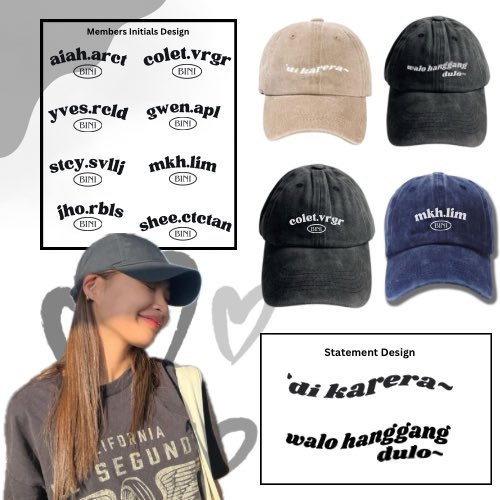 Members Initials Design
aiah.arct
BINI
colet.vrgr
BINI
yves.rcld
BINI
gwen.apl
BINI
stcy.svllj
BINI
mkh.lim
BINI
jho.rbls
BINI
shee.ctctan
BINI
'di karera~
walo hanggang
dulo~
colet.vrgr
BINI
mkh.lim
BINI
SEGUND
Statement Design
'di karera~
walo hanggang
dulo~